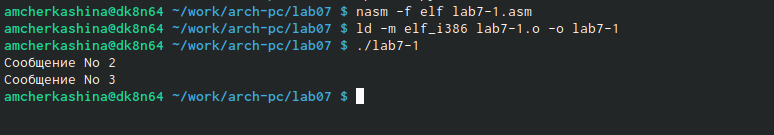 amcherkashina@dk8n64 ~/work/arch-pc/lab07 $ nasm -f elf lab7-1.asm
amcherkashina@dk8n64 ~/work/arch-pc/lab07 $ ld -m elf_i386 lab7-1.o -o lab7-1
amcherkashina@dk8n64 ~/work/arch-pc/lab07 $ ./lab7-1
Сообщение No 2
Сообщение No 3
amcherkashina@dk8n64 ~/work/arch-pc/lab07 $